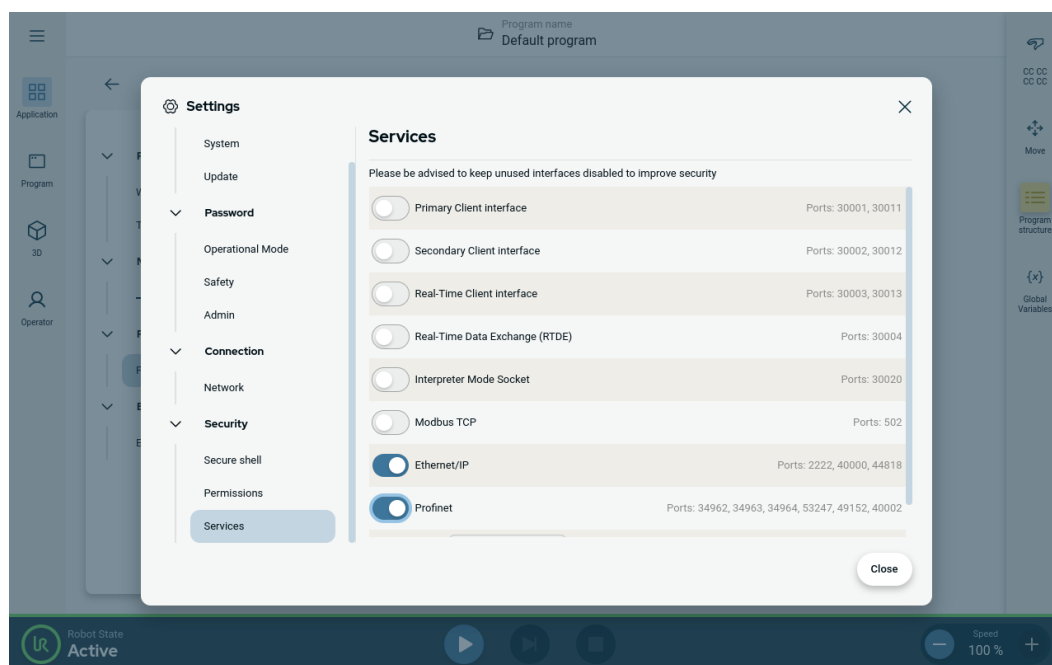 Program name
Default program
Application
Program
3D
Operator
Settings
System
Update
Password
Operational Mode
Safety
Admin
Connection
Network
Security
Secure shell
Permissions
Services
Services
Please be advised to keep unused interfaces disabled to improve security
Primary Client interface Ports: 30001, 30011
Secondary Client interface Ports: 30002, 30012
Real-Time Client interface Ports: 30003, 30013
Real-Time Data Exchange (RTDE) Ports: 30004
Interpreter Mode Socket Ports: 30020
Modbus TCP Ports: 502
Ethernet/IP Ports: 2222, 40000, 44818
Profinet Ports: 34962, 34963, 34964, 53247, 49152, 40002
Close
CC CC
CC CC
Move
Program
structure
{x}
Global
Variables
UR
Robot State
Active
Speed
100 %